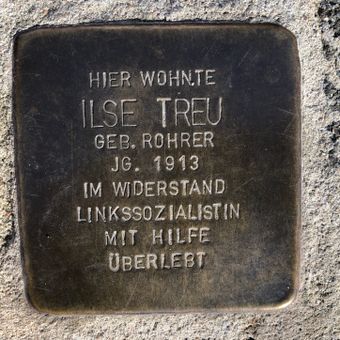 HIER WOHNTE
ILSE TREU
GEB. ROHRER
JG. 1913
IM WIDERSTAND
LINKSSOZIALISTIN
MIT HILFE
ÜBERLEBT